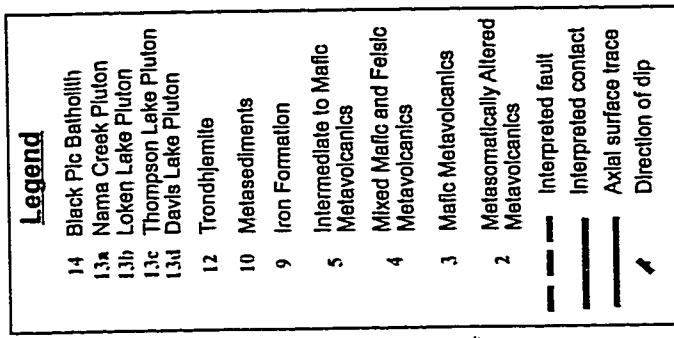 Legend
14 Black Pic Batholith
13a Nama Creek Pluton
13b Loken Lake Pluton
13c Thompson Lake Pluton
13d Davis Lake Pluton
12 Trondhjemite
10 Metasediments
9 Iron Formation
5 Intermediate to Mafic
Metavolcanics
4 Mixed Mafic and Felsic
Metavolcanics
3 Mafic Metavolcanics
2 Metasomatically Altered
Metavolcanics
Interpreted fault
Interpreted contact
Axial surface trace
Direction of dip